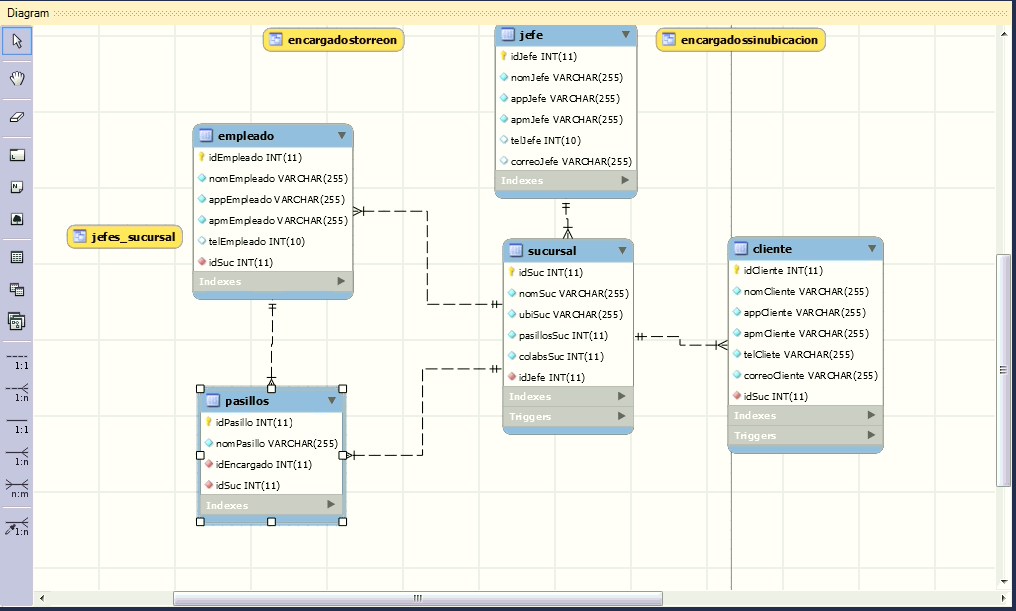 Diagram
encargadostorreon
encargadossinubicacion
jefe
idJefe INT(11)
nomJefe VARCHAR(255)
appJefe VARCHAR(255)
apmJefe VARCHAR(255)
telJefe INT(10)
correoJefe VARCHAR(255)
Indexes
empleado
idEmpleado INT(11)
nomEmpleado VARCHAR(255)
appEmpleado VARCHAR(255)
apmEmpleado VARCHAR(255)
telEmpleado INT(10)
idSuc INT(11)
Indexes
jefes_sucursal
sucursal
idSuc INT(11)
nomSuc VARCHAR(255)
ubiSuc VARCHAR(255)
pasillosSuc INT(11)
colabsSuc INT(11)
idJefe INT(11)
Indexes
Triggers
cliente
idCliente INT(11)
nomCliente VARCHAR(255)
appCliente VARCHAR(255)
apmCliente VARCHAR(255)
telCliete VARCHAR(255)
correoCliente VARCHAR(255)
idSuc INT(11)
Indexes
Triggers
pasillos
idPasillo INT(11)
nomPasillo VARCHAR(255)
idEncargado INT(11)
idSuc INT(11)
Indexes
1:1
1:n
1:1
1:n
n:m
1:n